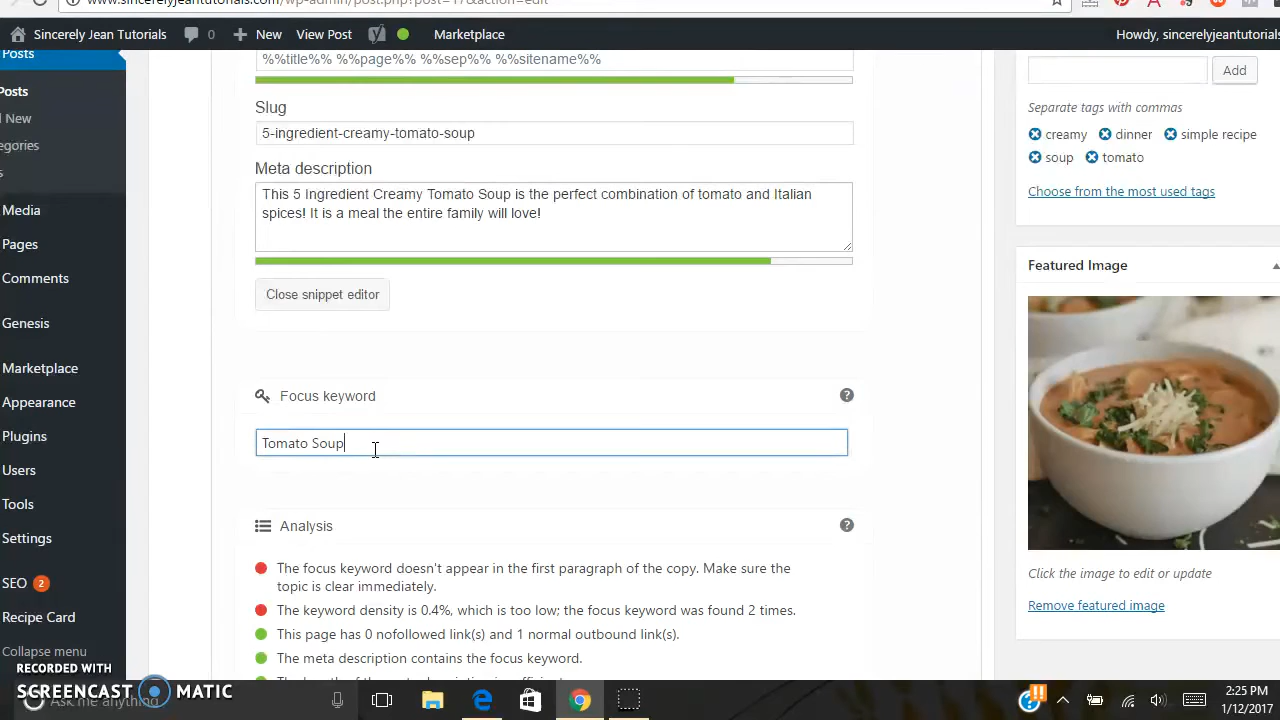 www.sincerelyjeantutorials.com/wp-admin/post.php?post=17&action=edit
Sincerely Jean Tutorials 0 New View Post Marketplace Howdy, sincerelyjeantutorials
Posts
Posts
New
egories
s
Media
Pages
Comments
Genesis
Marketplace
Appearance
Plugins
Users
Tools
Settings
SEO 2
Recipe Card
Collapse menu
%%title%% %%page%% %%sep%% %%sitename%%
Slug
5-ingredient-creamy-tomato-soup
Meta description
This 5 Ingredient Creamy Tomato Soup is the perfect combination of tomato and Italian
spices! It is a meal the entire family will love!
Close snippet editor
Focus keyword
Tomato Soup
Analysis
The focus keyword doesn't appear in the first paragraph of the copy. Make sure the
topic is clear immediately.
The keyword density is 0.4%, which is too low; the focus keyword was found 2 times.
This page has 0 nofollowed link(s) and 1 normal outbound link(s).
The meta description contains the focus keyword.
Add
Separate tags with commas
creamy dinner simple recipe
soup tomato
Choose from the most used tags
Featured Image
Click the image to edit or update
Remove featured image
RECORDED WITH
SCREENCAST MATIC
Ask me anything
2:25 PM
1/12/2017